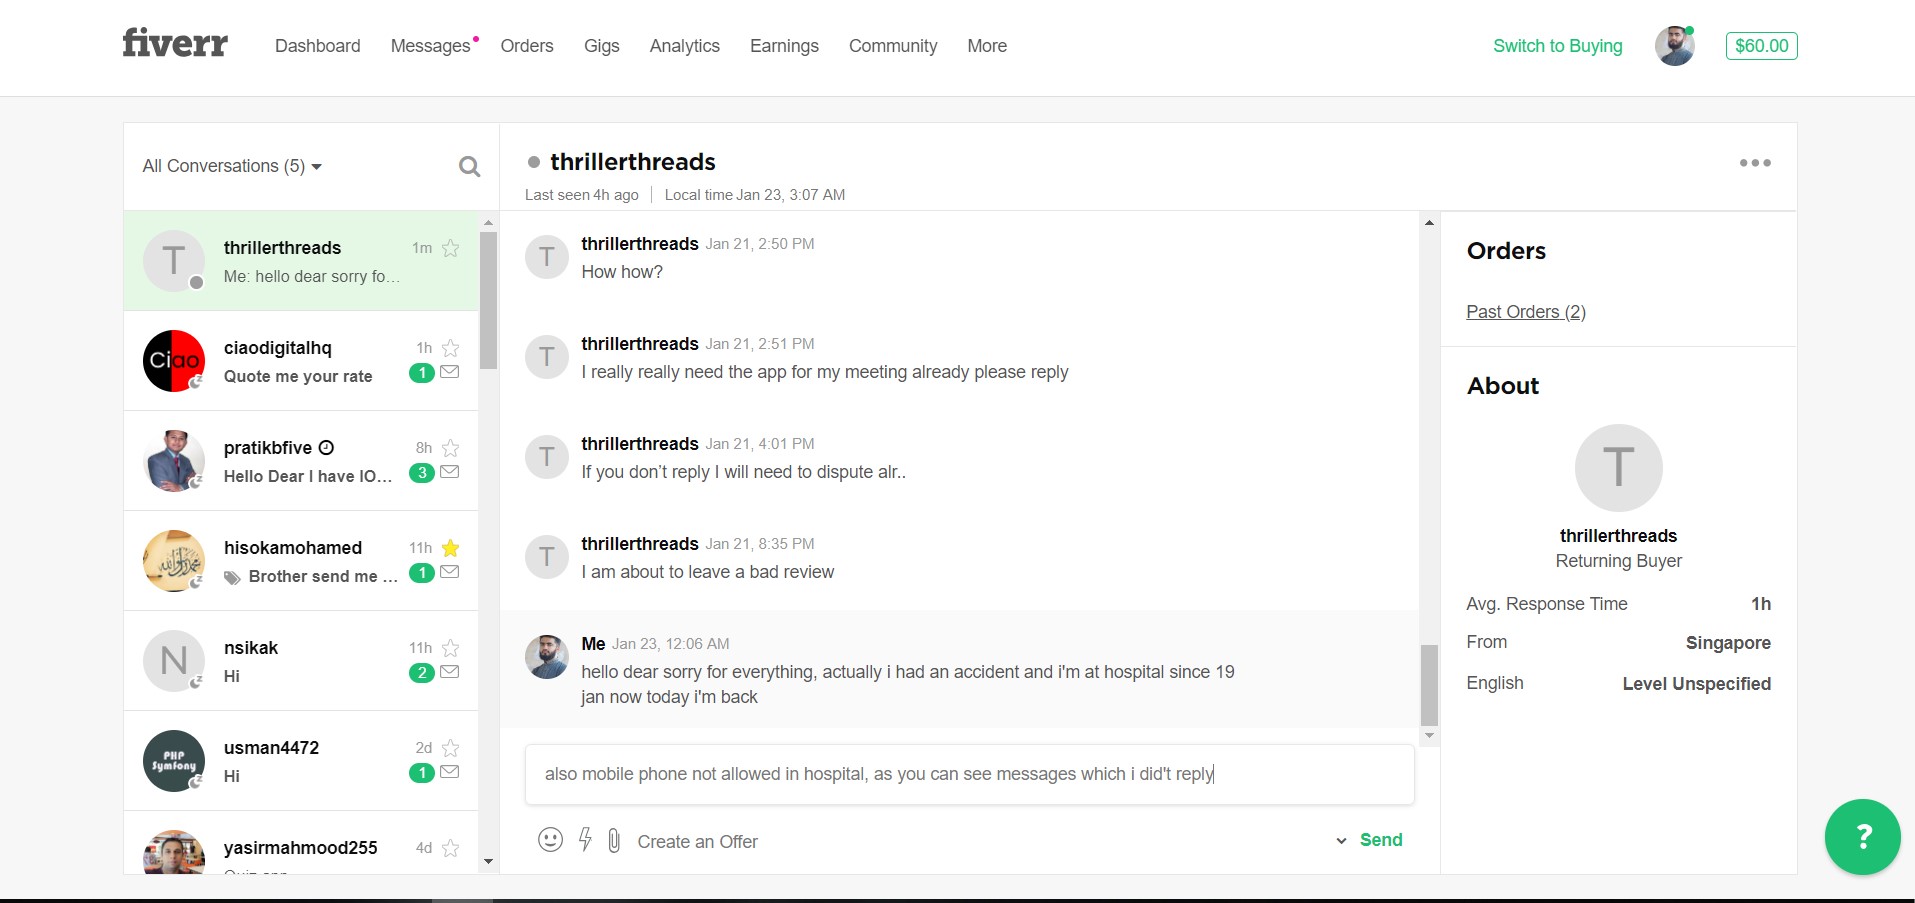 fiverr
Dashboard
Messages
Orders
Gigs
Analytics
Earnings
Community
More
Switch to Buying
$60.00
All Conversations (5)
thrillerthreads
1m
Me: hello dear sorry fo...
Ciao
ciaodigitalhq
1h
Quote me your rate
1
pratikbfive
8h
Hello Dear I have IO...
3
hisokamohamed
11h
Brother send me ...
1
N
nsikak
11h
Hi
2
PHP
Symfony
usman4472
2d
Hi
1
yasirmahmood255
4d
thrillerthreads
Last seen 4h ago
Local time Jan 23, 3:07 AM
T
thrillerthreads Jan 21, 2:50 PM
How how?
T
thrillerthreads Jan 21, 2:51 PM
I really really need the app for my meeting already please reply
T
thrillerthreads Jan 21, 4:01 PM
If you don’t reply I will need to dispute alr..
T
thrillerthreads Jan 21, 8:35 PM
I am about to leave a bad review
Me Jan 23, 12:06 AM
hello dear sorry for everything, actually i had an accident and i'm at hospital since 19
jan now today i'm back
also mobile phone not allowed in hospital, as you can see messages which i did't reply
Create an Offer
Send
Orders
Past Orders (2)
About
T
thrillerthreads
Returning Buyer
Avg. Response Time
1h
From
Singapore
English
Level Unspecified
?